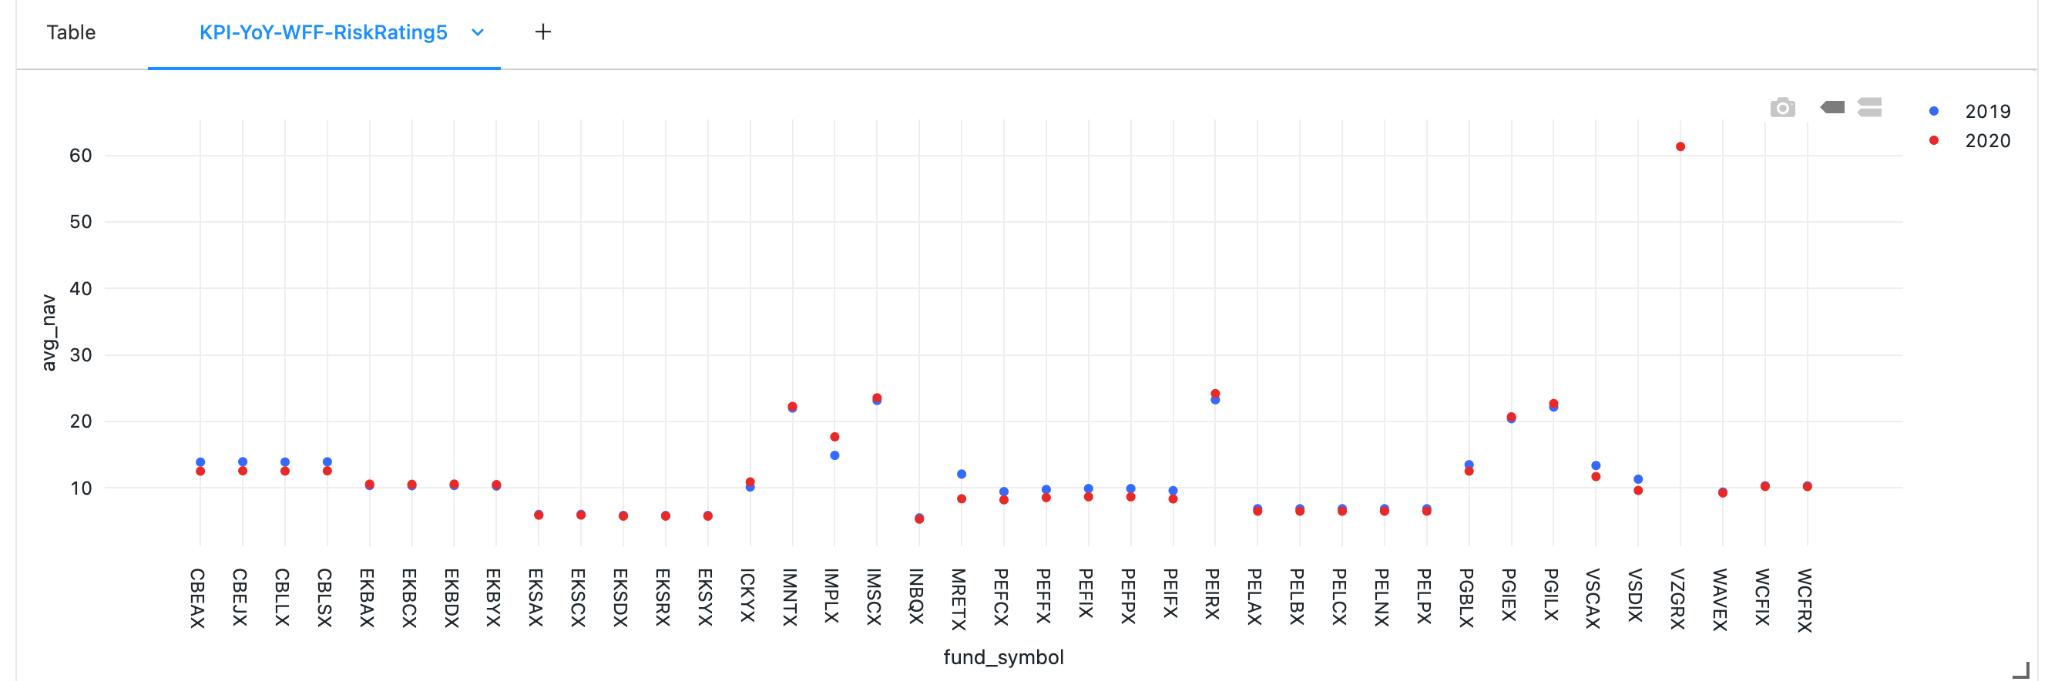 Table
KPI-YoY-WFF-RiskRating5
+
2019
2020
60
50
40
30
20
10
avg_nav
CBEAX
CBEJX
CBLLX
CBLSX
EKBAX
EKBCX
EKBDX
EKBYX
EKSAX
EKSCX
EKSDX
EKSRX
EKSYX
ICKYX
IMNTX
IMPLX
IMSCX
INBQX
MRETX
PEFCX
PEFFX
PEFIX
PEFPX
PEIFX
PEIRX
PELAX
PELBX
PELCX
PELNX
PELPX
PGBLX
PGIEX
PGILX
VSCAX
VSDIX
VZGRX
WAVEX
WCFIX
WCFRX
fund_symbol